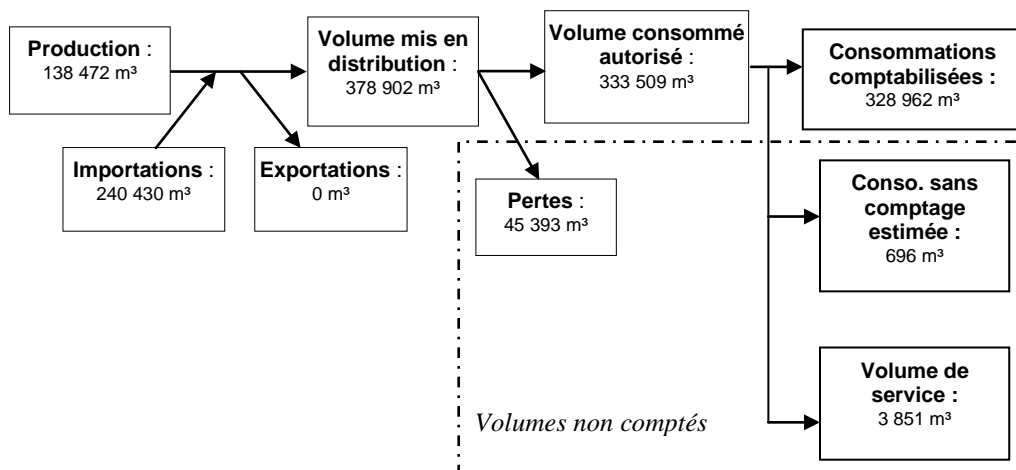 Production :
138 472 m³
Volume mis en
distribution :
378 902 m³
Volume consommé
autorisé :
333 509 m³
Consommations
comptabilisées :
328 962 m³
Importations :
240 430 m³
Exportations :
0 m³
Pertes :
45 393 m³
Conso. sans
comptage
estimée :
696 m³
Volume de
service :
3 851 m³
Volumes non comptés